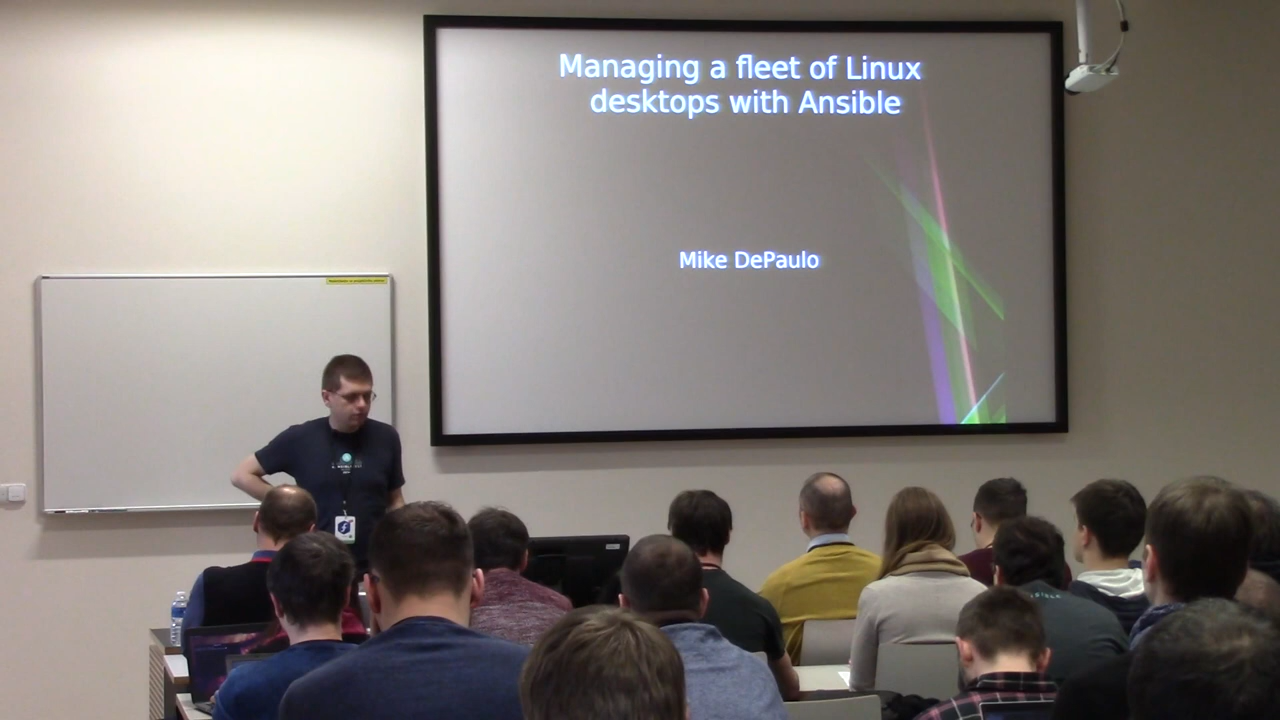 Managing a fleet of Linux
desktops with Ansible
Mike DePaulo